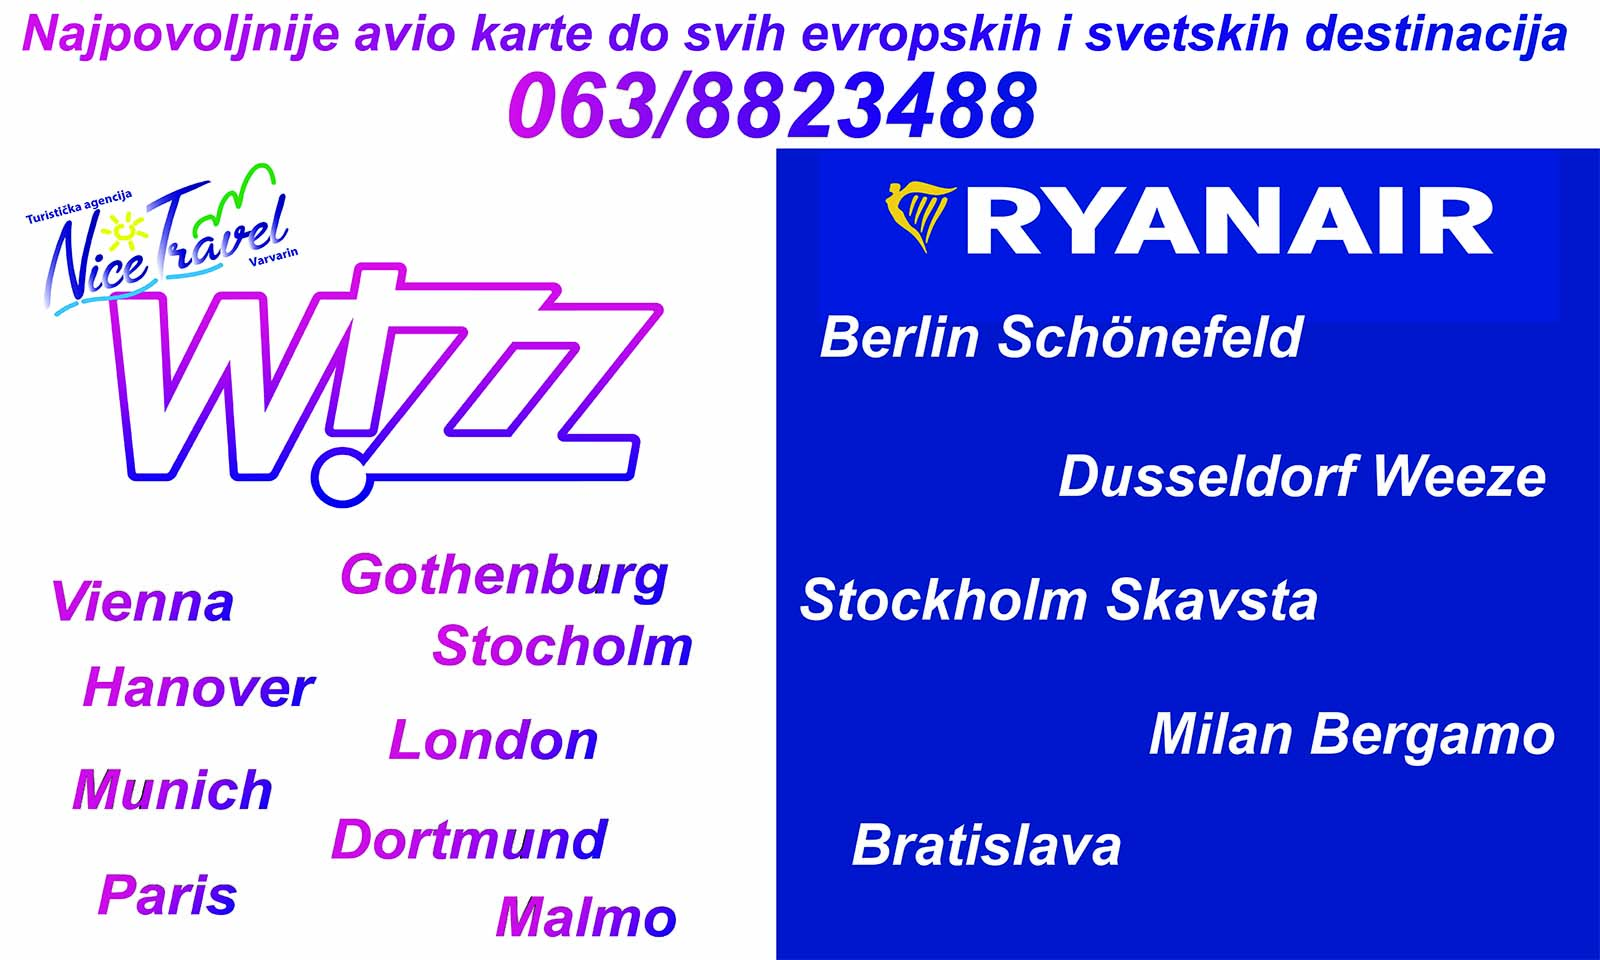 Najpovoljnije avio karte do svih evropskih i svetskih destinacija
063/8823488
Turistička agencija
Nice Travel
Varvarin
Wizz
Vienna
Gothenburg
Stocholm
Hanover
London
Munich
Dortmund
Paris
Malmo
RYANAIR
Berlin Schönefeld
Dusseldorf Weeze
Stockholm Skavsta
Milan Bergamo
Bratislava